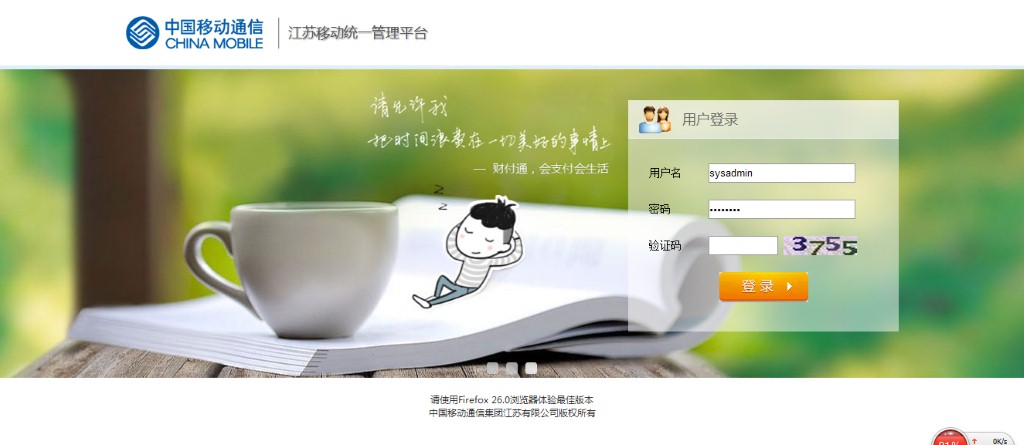 中国移动通信
CHINA MOBILE
江苏移动统一管理平台
请允许我
把时间浪费在一切美好的事情上
— 财付通，会支付会生活
z
z
用户登录
用户名
sysadmin
密码
••••••••
验证码
3755
登 录
请使用Firefox 26.0浏览器体验最佳版本
中国移动通信集团江苏有限公司版权所有
0K/s